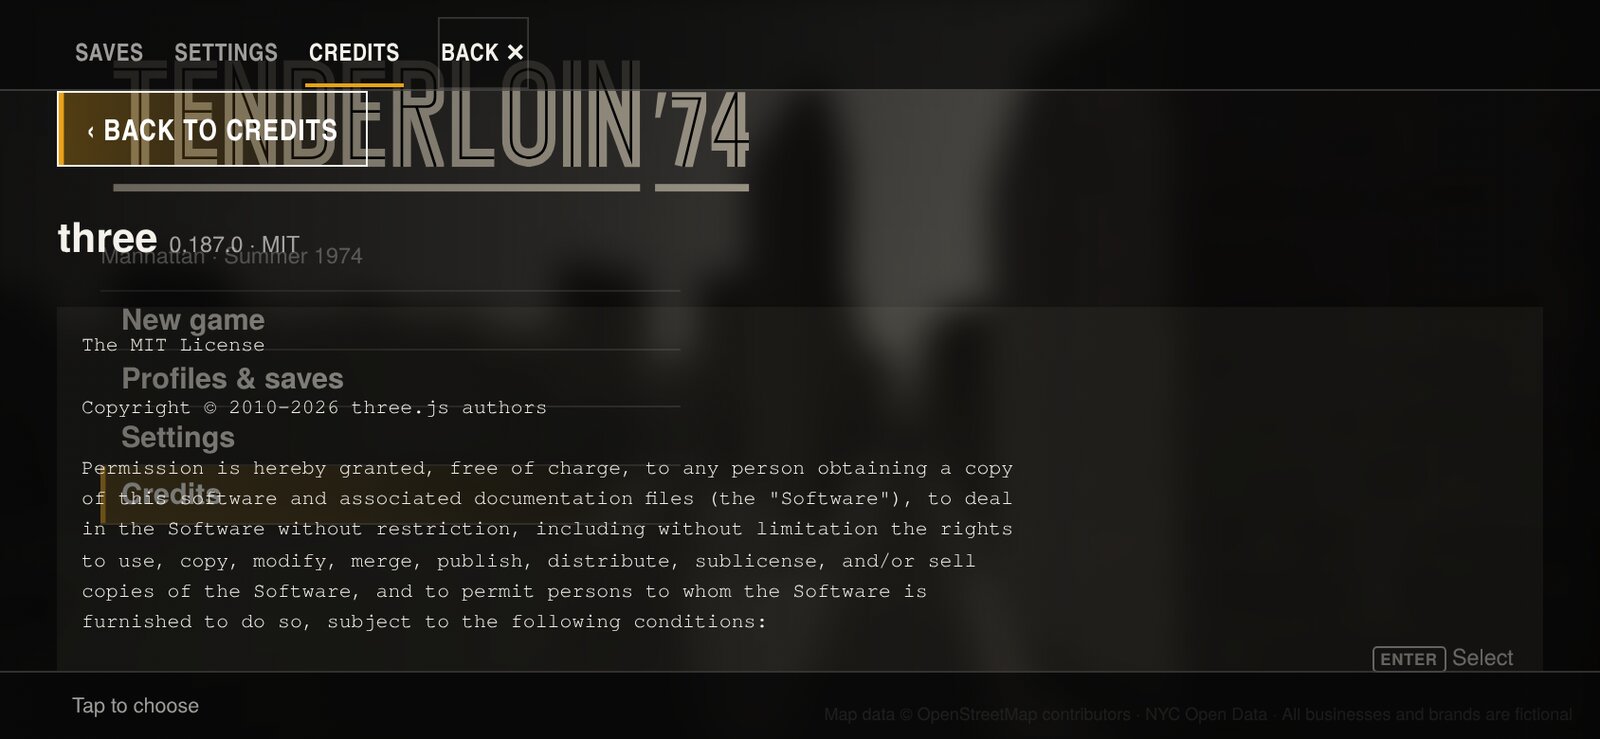 SAVES SETTINGS CREDITS BACK ✕
TENDERLOIN '74
‹ BACK TO CREDITS
three 0.187.0 · MIT
Manhattan · Summer 1974
New game
The MIT License
Profiles & saves
Copyright © 2010-2026 three.js authors
Settings
Permission is hereby granted, free of charge, to any person obtaining a copy
Credits
of this software and associated documentation files (the "Software"), to deal
in the Software without restriction, including without limitation the rights
to use, copy, modify, merge, publish, distribute, sublicense, and/or sell
copies of the Software, and to permit persons to whom the Software is
furnished to do so, subject to the following conditions:
ENTER Select
Tap to choose
Map data © OpenStreetMap contributors · NYC Open Data · All businesses and brands are fictional